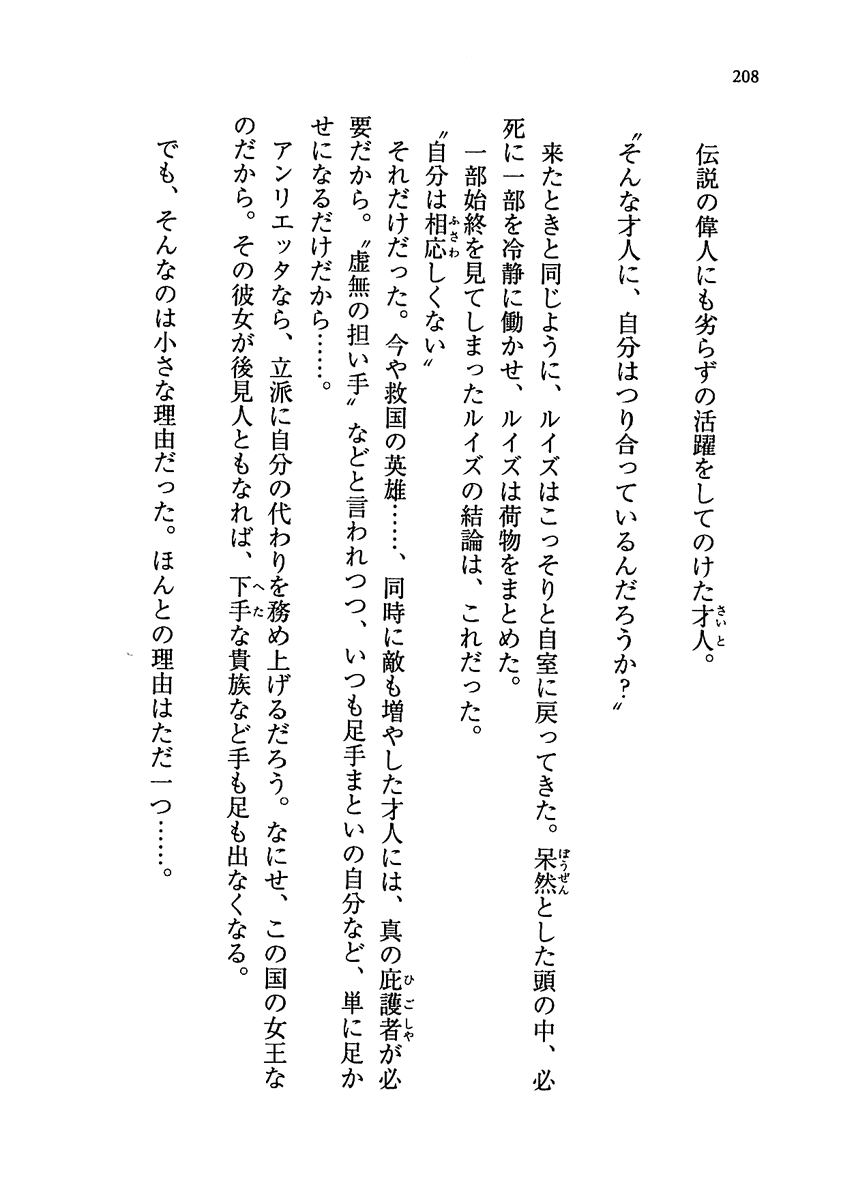 208
伝説の偉人にも劣らずの活躍をしてのけた才人。
〝そんな才人に、自分はつり合っているんだろうか？〟
来たときと同じように、ルイズはこっそりと自室に戻ってきた。呆然とした頭の中、必
死に一部を冷静に働かせ、ルイズは荷物をまとめた。
一部始終を見てしまったルイズの結論は、これだった。
〝自分は相応しくない〟
それだけだった。今や救国の英雄……、同時に敵も増やした才人には、真の庇護者が必
要だから。〝虚無の担い手〟などと言われつつ、いつも足手まといの自分など、単に足か
せになるだけだから……。
アンリエッタなら、立派に自分の代わりを務め上げるだろう。なにせ、この国の女王な
のだから。その彼女が後見人ともなれば、下手な貴族など手も足も出なくなる。
でも、そんなのは小さな理由だった。ほんとの理由はただ一つ……。